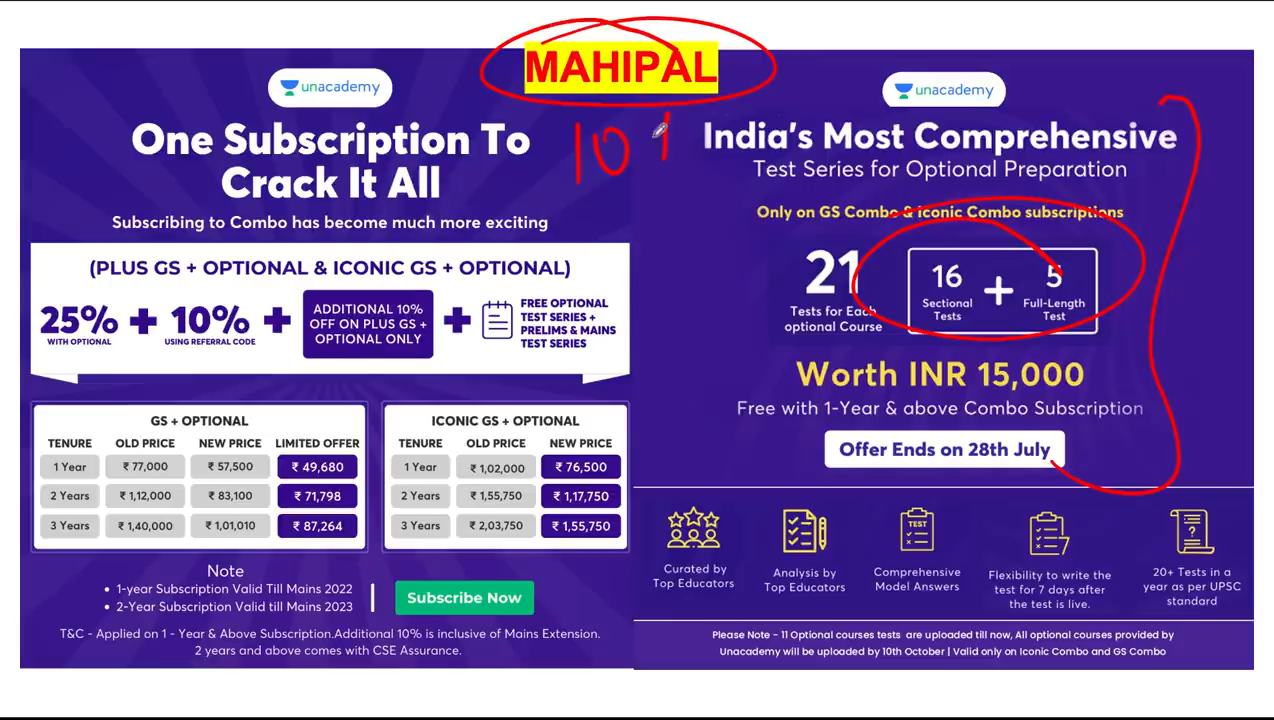 MAHIPAL
10 %
unacademy
One Subscription To
Crack It All
Subscribing to Combo has become much more exciting
(PLUS GS + OPTIONAL & ICONIC GS + OPTIONAL)
25% + 10% + ADDITIONAL 10% OFF ON PLUS GS + OPTIONAL ONLY + FREE OPTIONAL TEST SERIES + PRELIMS & MAINS TEST SERIES
WITH OPTIONAL USING REFERRAL CODE
GS + OPTIONAL
TENURE OLD PRICE NEW PRICE LIMITED OFFER
1 Year ₹ 77,000 ₹ 57,500 ₹ 49,680
2 Years ₹ 1,12,000 ₹ 83,100 ₹ 71,798
3 Years ₹ 1,40,000 ₹ 1,01,010 ₹ 87,264
ICONIC GS + OPTIONAL
TENURE OLD PRICE NEW PRICE
1 Year ₹ 1,02,000 ₹ 76,500
2 Years ₹ 1,55,750 ₹ 1,17,750
3 Years ₹ 2,03,750 ₹ 1,55,750
Note
• 1-year Subscription Valid Till Mains 2022
• 2-Year Subscription Valid till Mains 2023
Subscribe Now
T&C - Applied on 1 - Year & Above Subscription.Additional 10% is inclusive of Mains Extension.
2 years and above comes with CSE Assurance.
unacademy
India's Most Comprehensive
Test Series for Optional Preparation
Only on GS Combo & Iconic Combo subscriptions
21
Tests for Each
optional Course
16 + 5
Sectional Full-Length
Tests Test
Worth INR 15,000
Free with 1-Year & above Combo Subscription
Offer Ends on 28th July
Curated by
Top Educators
Analysis by
Top Educators
TEST
Comprehensive
Model Answers
Flexibility to write the
test for 7 days after
the test is live.
20+ Tests in a
year as per UPSC
standard
Please Note - 11 Optional courses tests are uploaded till now, All optional courses provided by
Unacademy will be uploaded by 10th October | Valid only on Iconic Combo and GS Combo